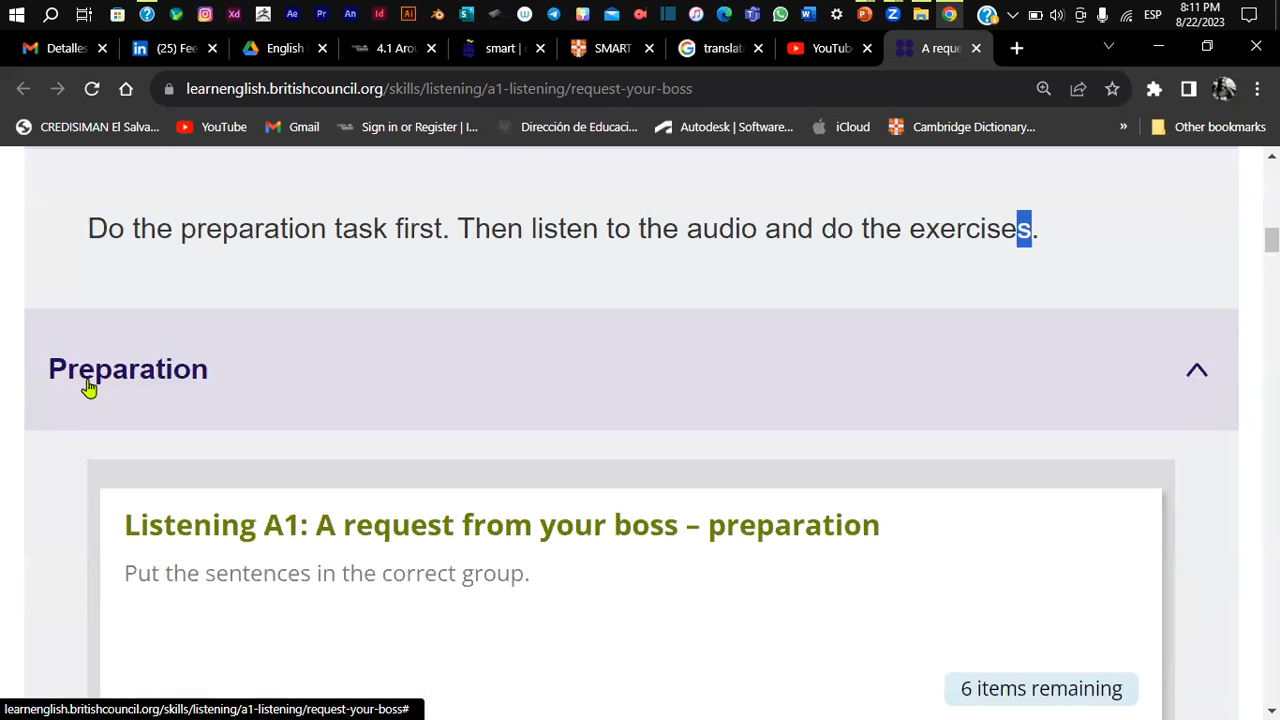 8:11 PM
ESP
8/22/2023
Detalles
(25) Fee
English
4.1 Arou
smart |
SMART
translat
YouTub
A reque
learnenglish.britishcouncil.org/skills/listening/a1-listening/request-your-boss
CREDISIMAN El Salva...
YouTube
Gmail
Sign in or Register | I...
Dirección de Educaci...
Autodesk | Software...
iCloud
Cambridge Dictionary...
»
Other bookmarks
Do the preparation task first. Then listen to the audio and do the exercises.
Preparation
Listening A1: A request from your boss – preparation
Put the sentences in the correct group.
6 items remaining
learnenglish.britishcouncil.org/skills/listening/a1-listening/request-your-boss#